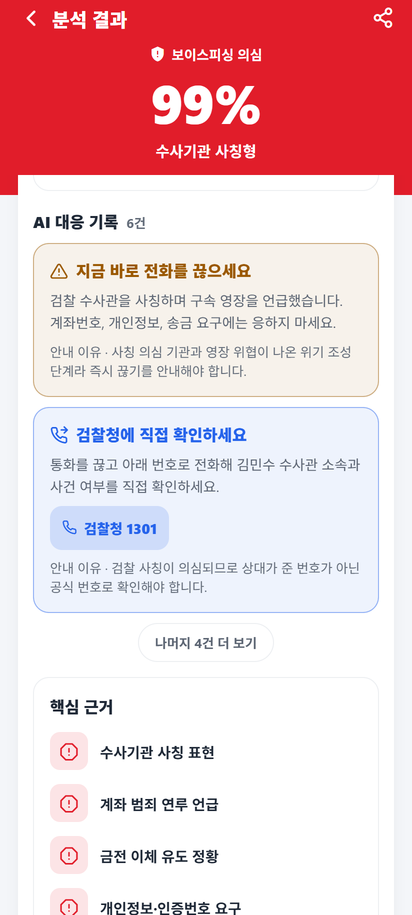 분석 결과
보이스피싱 의심
99%
수사기관 사칭형
AI 대응 기록 6건
지금 바로 전화를 끊으세요
검찰 수사관을 사칭하며 구속 영장을 언급했습니다.
계좌번호, 개인정보, 송금 요구에는 응하지 마세요.
안내 이유 · 사칭 의심 기관과 영장 위협이 나온 위기 조성
단계라 즉시 끊기를 안내해야 합니다.
검찰청에 직접 확인하세요
통화를 끊고 아래 번호로 전화해 김민수 수사관 소속과
사건 여부를 직접 확인하세요.
검찰청 1301
안내 이유 · 검찰 사칭이 의심되므로 상대가 준 번호가 아닌
공식 번호로 확인해야 합니다.
나머지 4건 더 보기
핵심 근거
수사기관 사칭 표현
계좌 범죄 연루 언급
금전 이체 유도 정황
개인정보·인증번호 요구